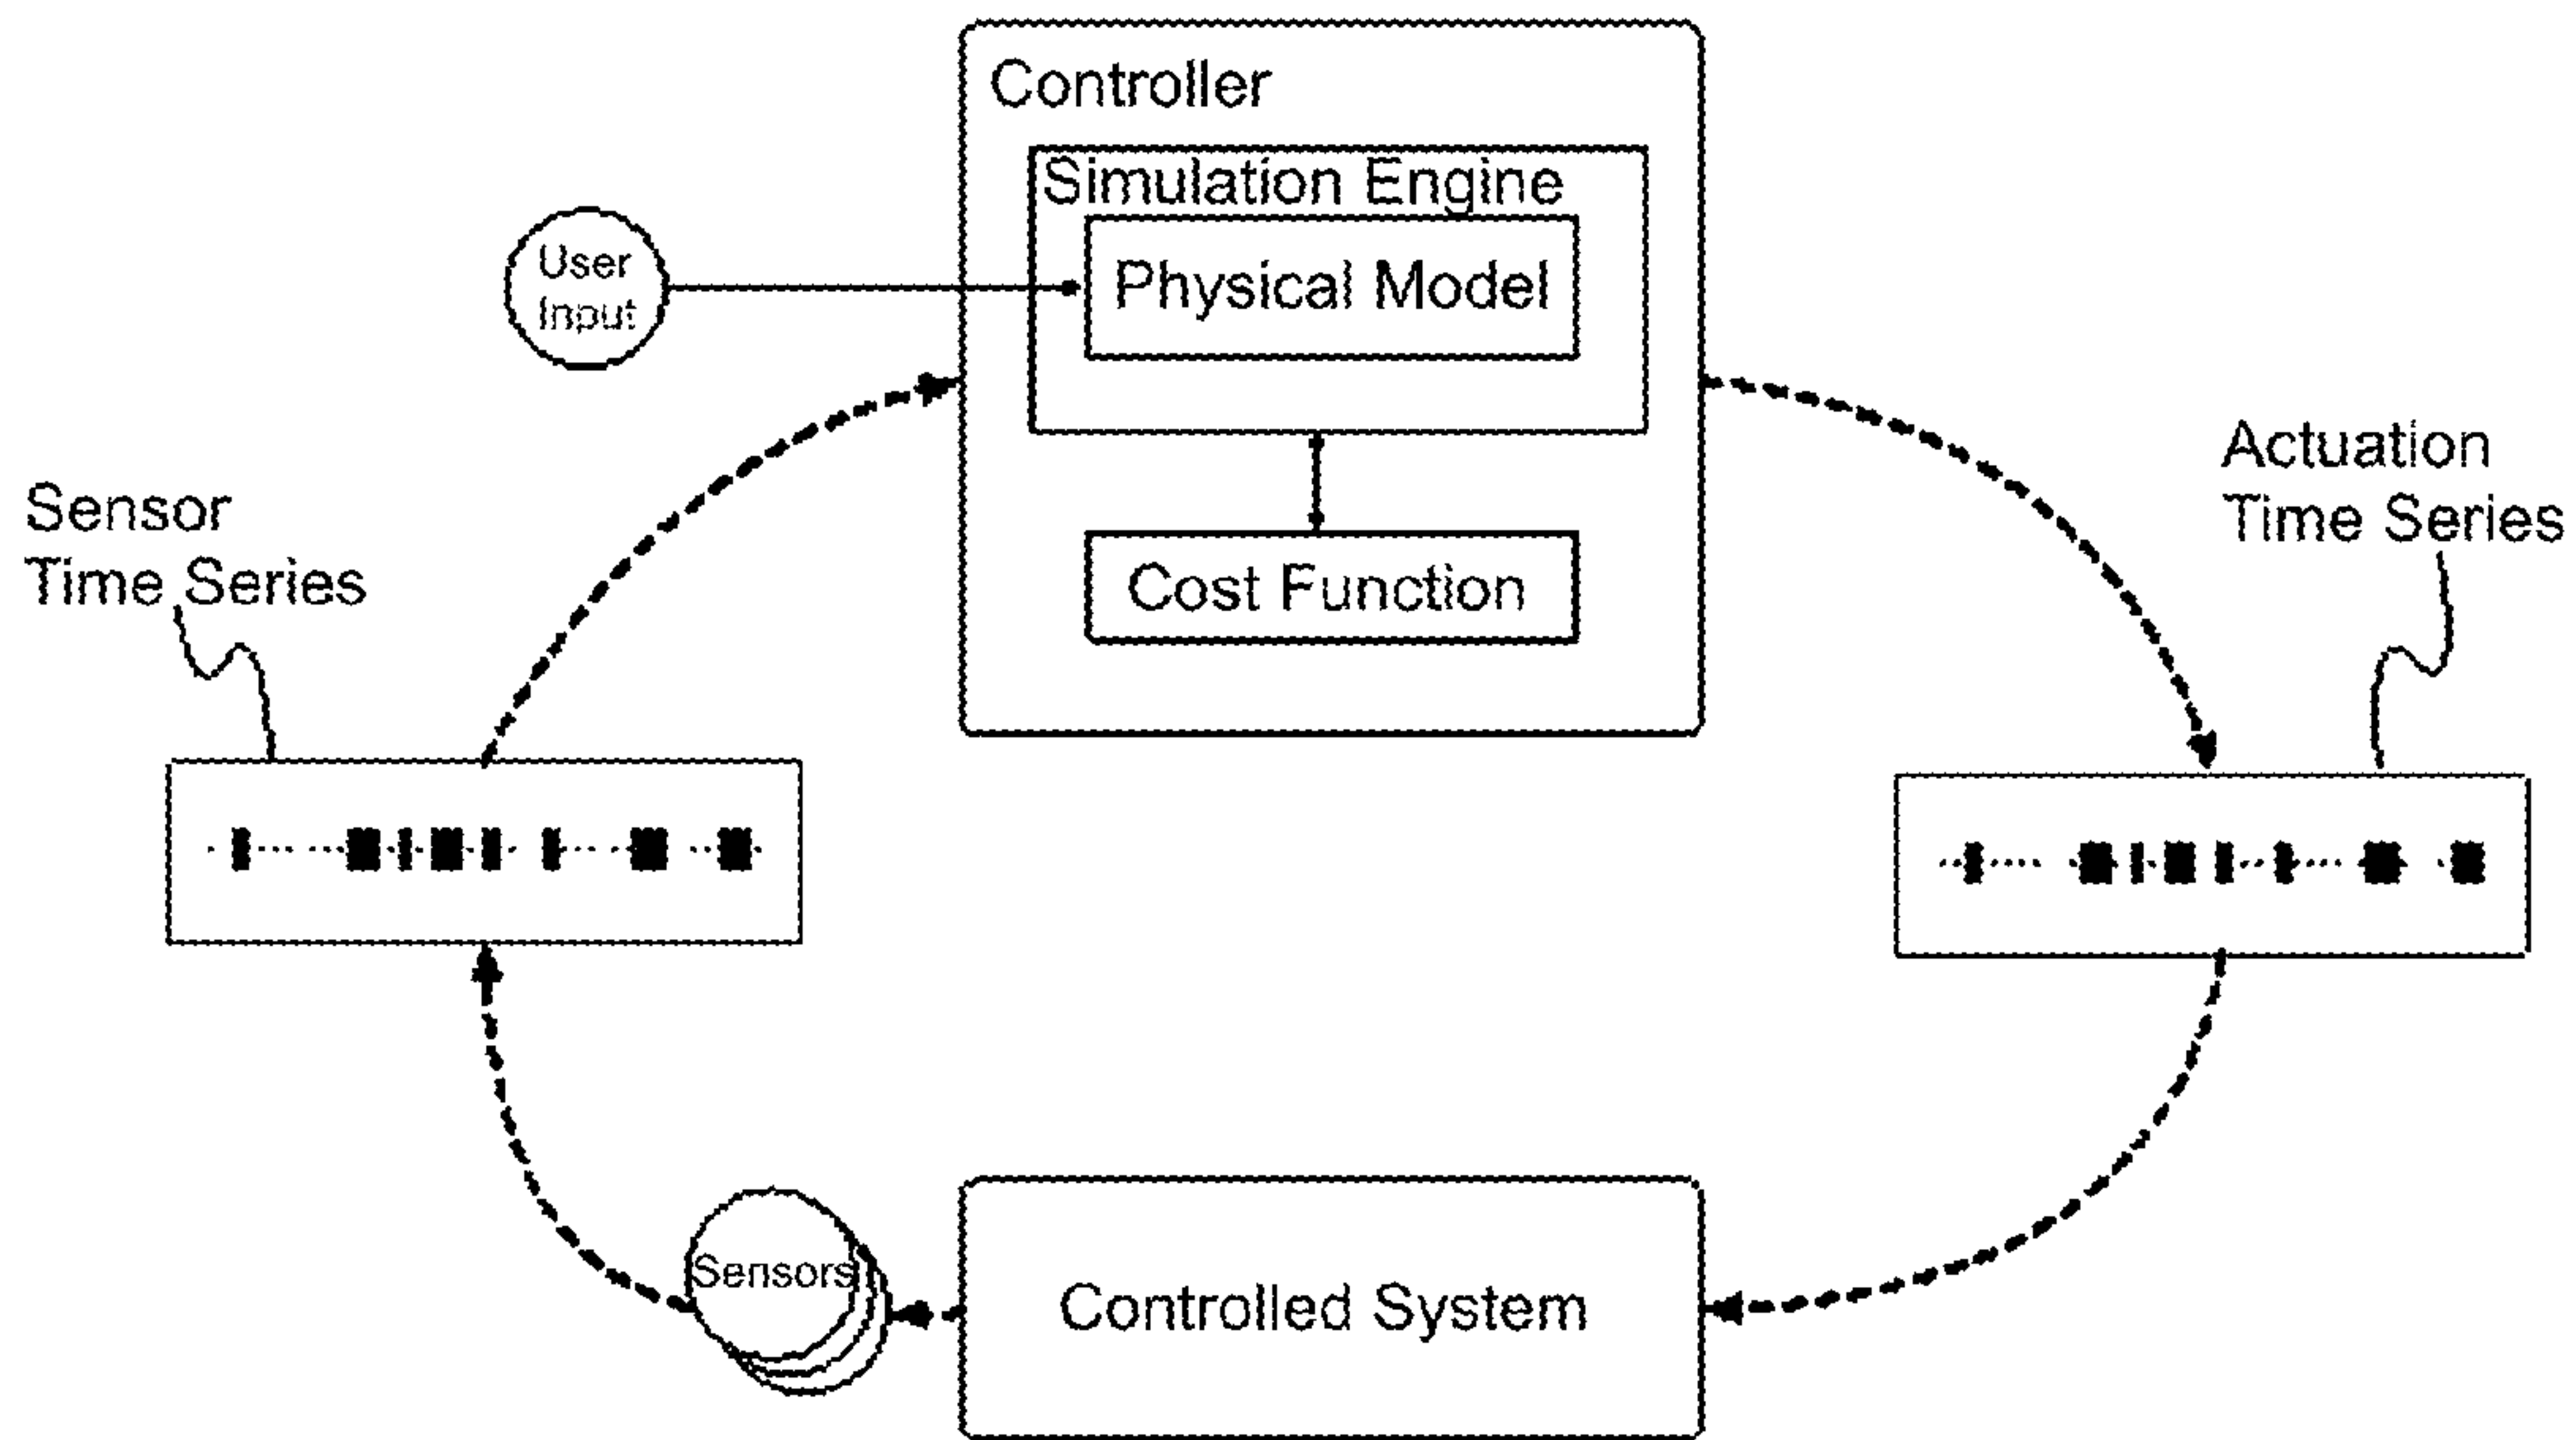 Controller
Simulation Engine
User
Input
Physical Model
Actuation
Time Series
Sensor
Time Series
Cost Function
Sensors
Controlled System